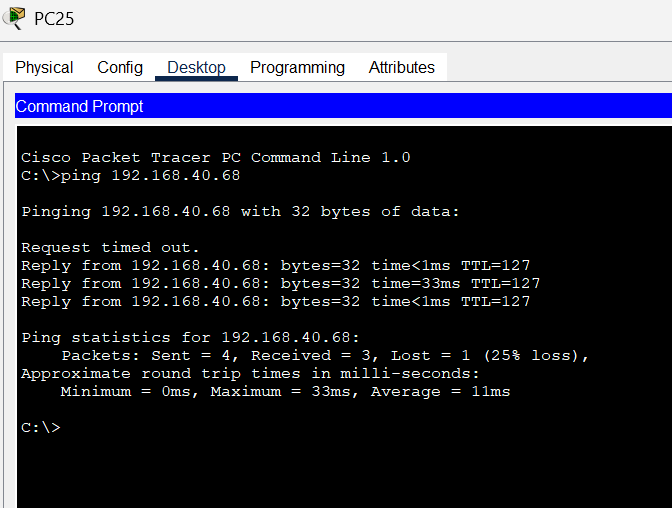 PC25
Physical Config Desktop Programming Attributes
Command Prompt
Cisco Packet Tracer PC Command Line 1.0
C:\>ping 192.168.40.68
Pinging 192.168.40.68 with 32 bytes of data:
Request timed out.
Reply from 192.168.40.68: bytes=32 time<1ms TTL=127
Reply from 192.168.40.68: bytes=32 time=33ms TTL=127
Reply from 192.168.40.68: bytes=32 time<1ms TTL=127
Ping statistics for 192.168.40.68:
    Packets: Sent = 4, Received = 3, Lost = 1 (25% loss),
Approximate round trip times in milli-seconds:
    Minimum = 0ms, Maximum = 33ms, Average = 11ms
C:\>